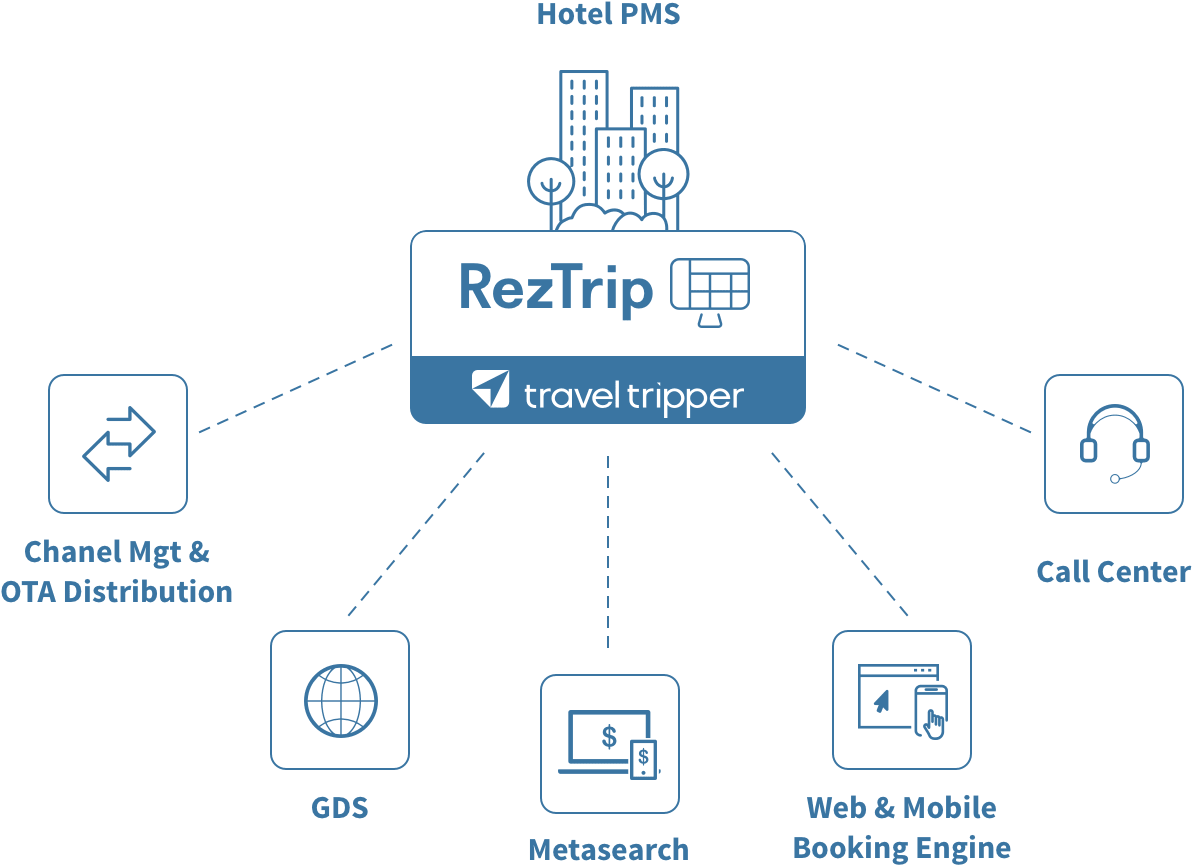 Hotel PMS
RezTrip
travel tripper
Chanel Mgt &
OTA Distribution
Call Center
$
$
GDS
Metasearch
Web & Mobile
Booking Engine